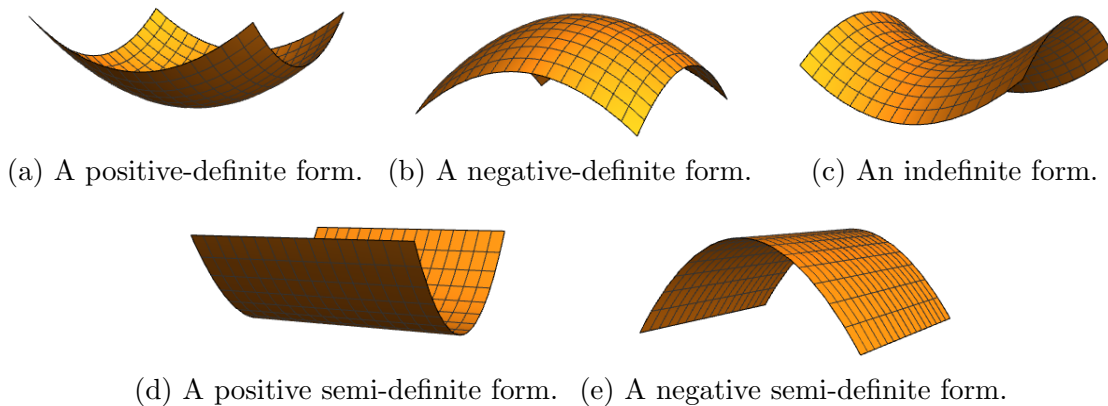 (a) A positive-definite form. (b) A negative-definite form. (c) An indefinite form.
(d) A positive semi-definite form. (e) A negative semi-definite form.